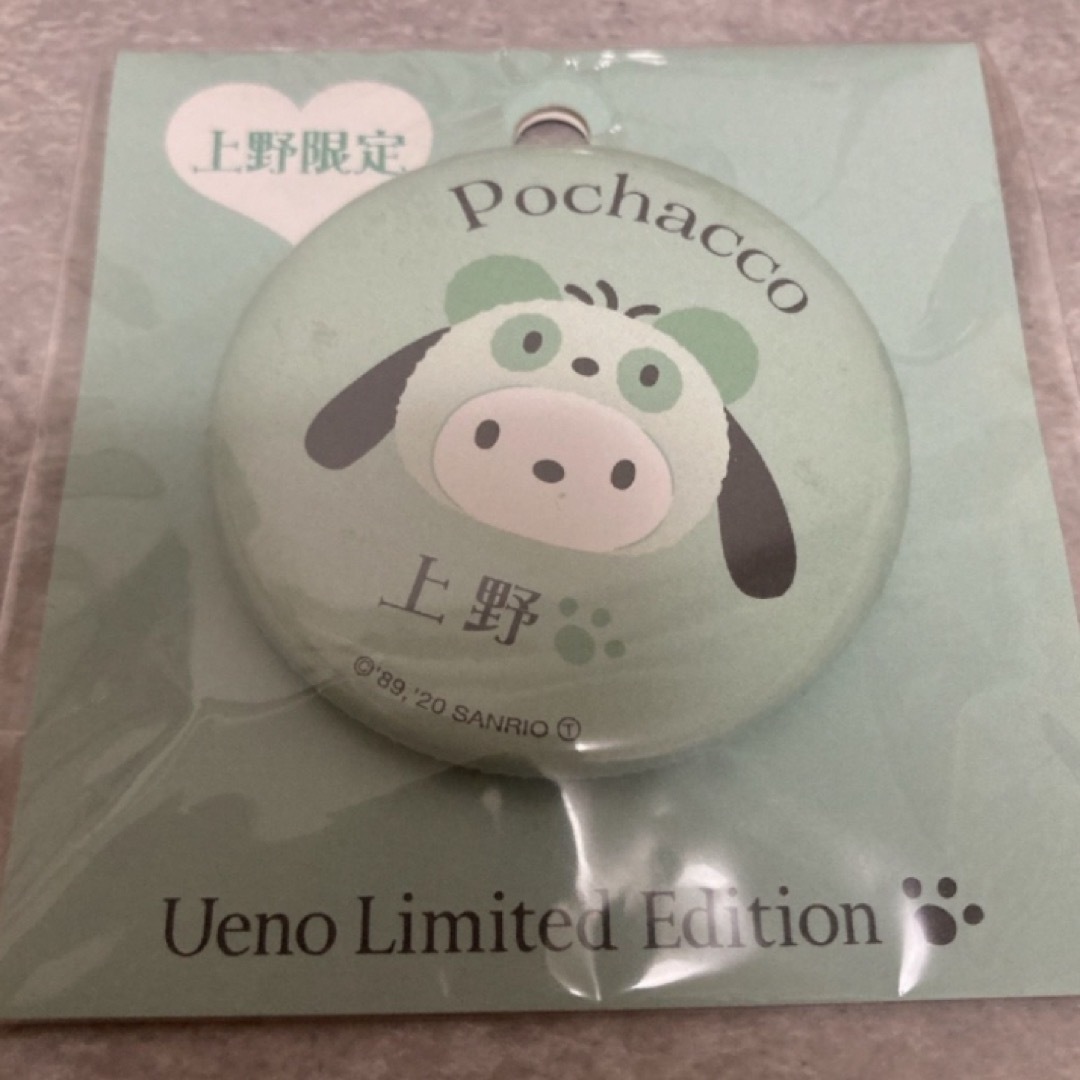 上野限定
Pochacco
上野
©'89,'20 SANRIO Ⓣ
Ueno Limited Edition